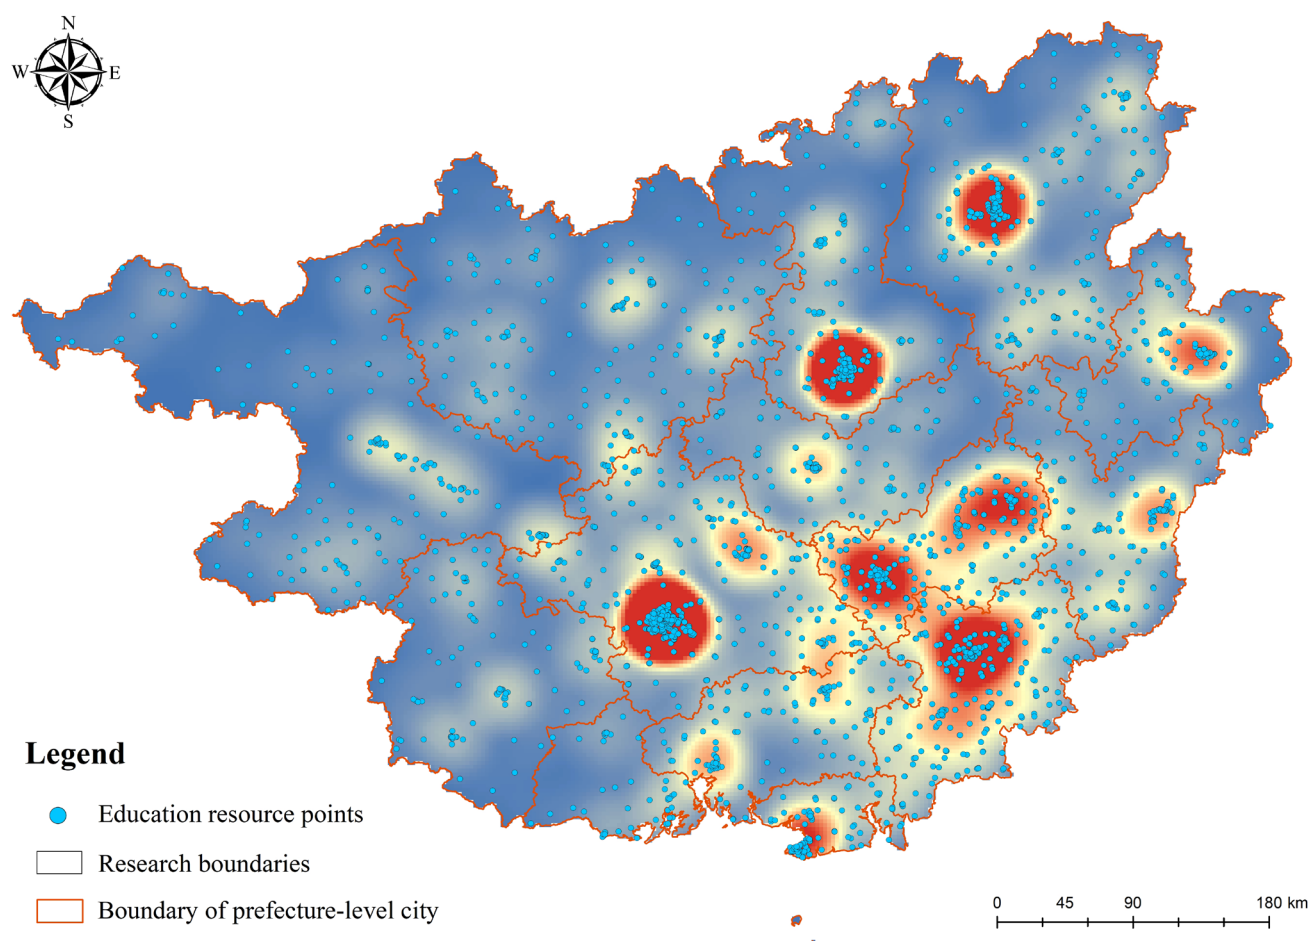 N
W E
S
Legend
Education resource points
Research boundaries
Boundary of prefecture-level city
0 45 90 180 km